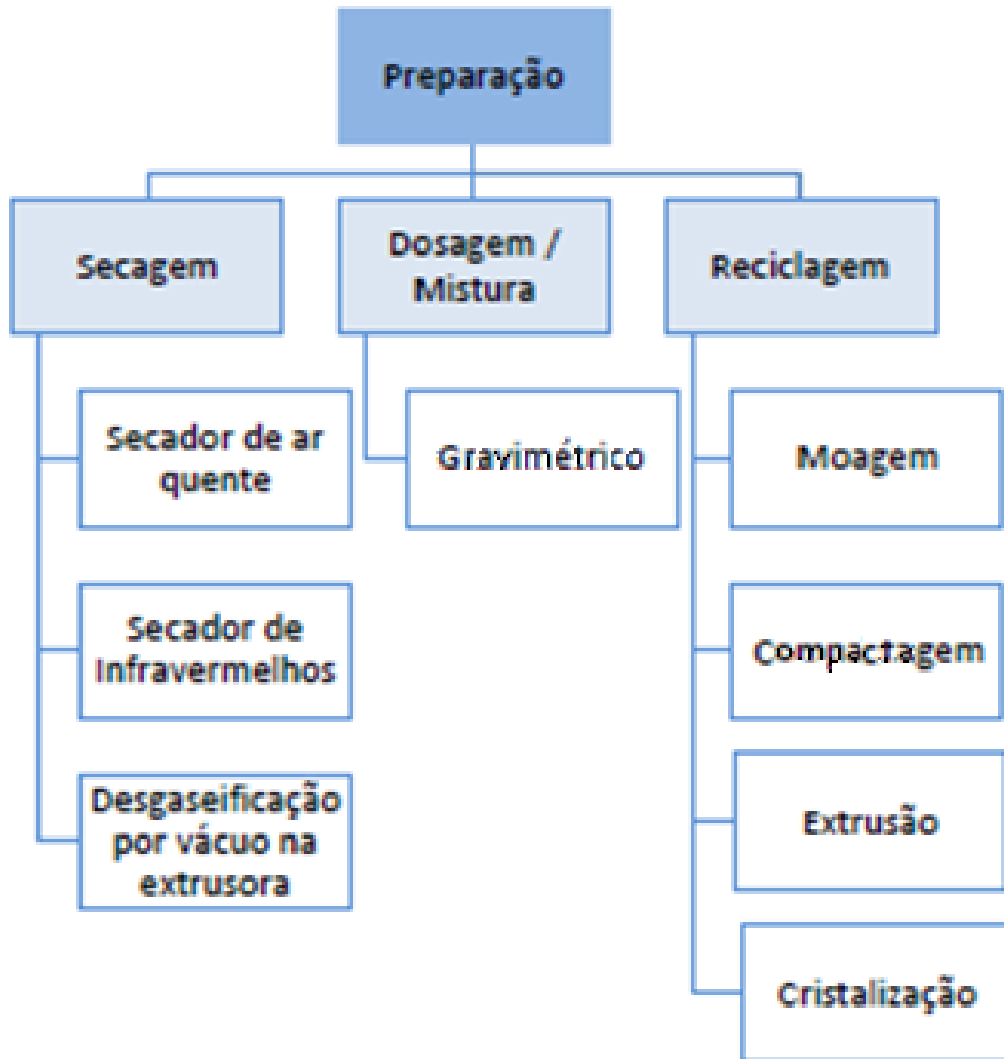 Preparação
Secagem
Dosagem /
Mistura
Reciclagem
Secador de ar
quente
Secador de
Infravermelhos
Desgaseificação
por vácuo na
extrusora
Gravimétrico
Moagem
Compactagem
Extrusão
Cristalização